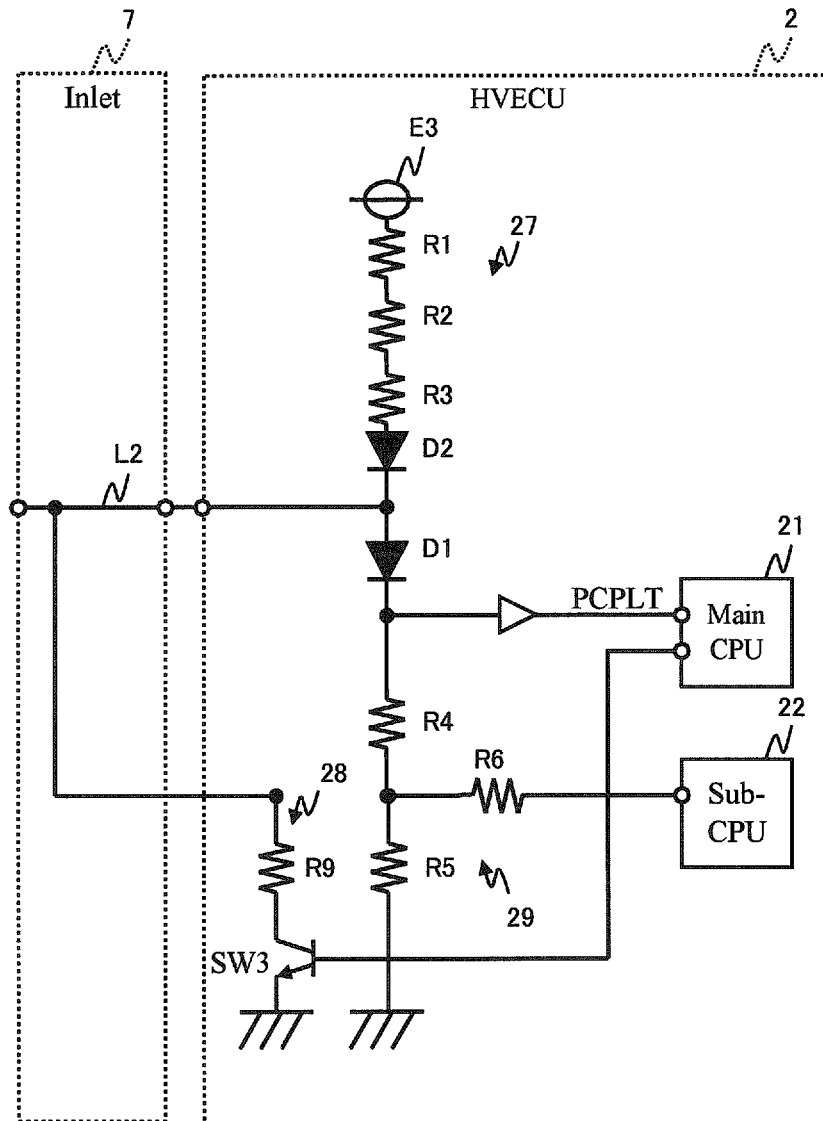 7
2
Inlet
HVECU
E3
R1
27
R2
R3
D2
L2
D1
21
PCPLT
Main
CPU
R4
22
R6
28
Sub-
CPU
R9
R5
29
SW3